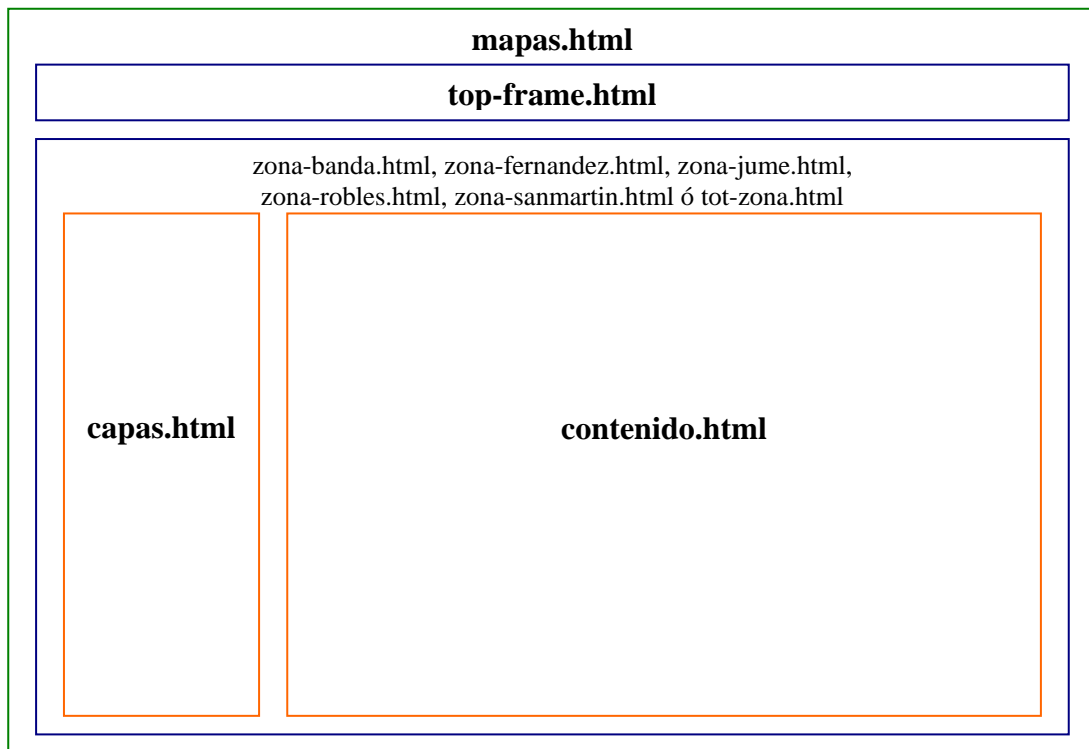 mapas.html
top-frame.html
zona-banda.html, zona-fernandez.html, zona-jume.html,
zona-robles.html, zona-sanmartin.html ó tot-zona.html
capas.html
contenido.html